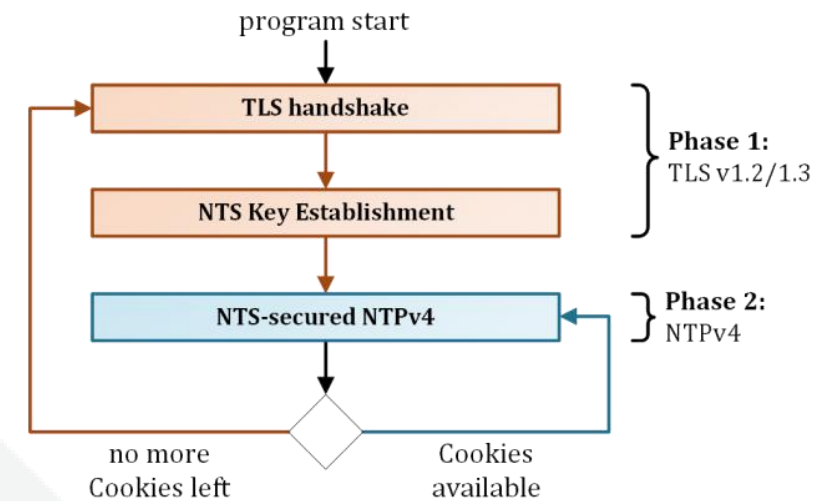 program start
TLS handshake
Phase 1:
TLS v1.2/1.3
NTS Key Establishment
NTS-secured NTPv4
Phase 2:
NTPv4
no more
Cookies left
Cookies
available